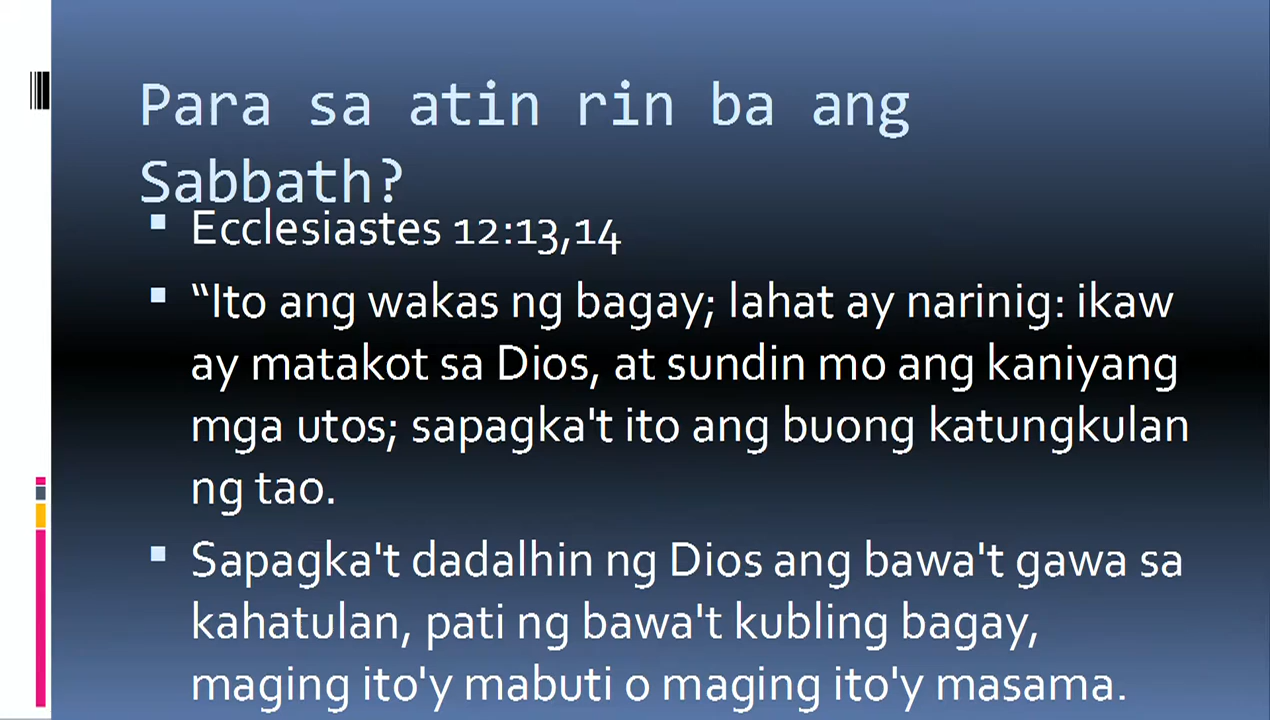 Para sa atin rin ba ang
Sabbath?
▪ Ecclesiastes 12:13,14
▪ “Ito ang wakas ng bagay; lahat ay narinig: ikaw
ay matakot sa Dios, at sundin mo ang kaniyang
mga utos; sapagka't ito ang buong katungkulan
ng tao.
▪ Sapagka't dadalhin ng Dios ang bawa't gawa sa
kahatulan, pati ng bawa't kubling bagay,
maging ito'y mabuti o maging ito'y masama.